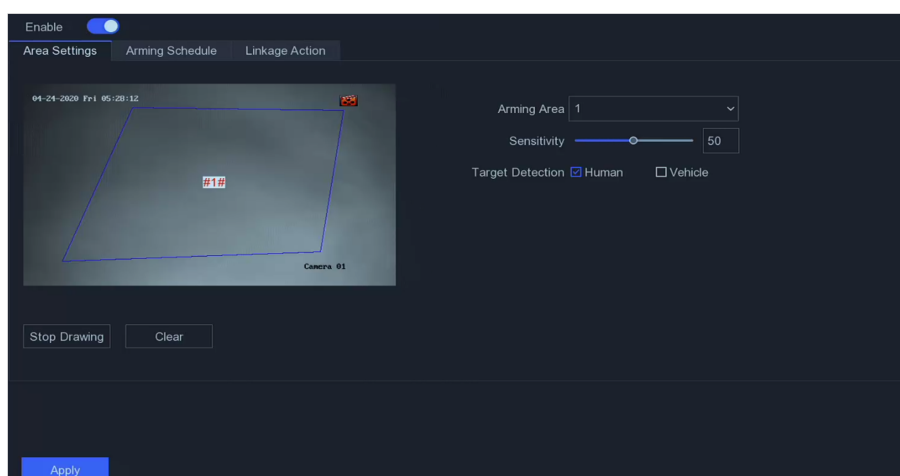 Enable
Area Settings Arming Schedule Linkage Action
04-24-2020 Fri 05:28:12
Arming Area 1
Sensitivity 50
#1#
Target Detection Human Vehicle
Camera 01
Stop Drawing Clear
Apply